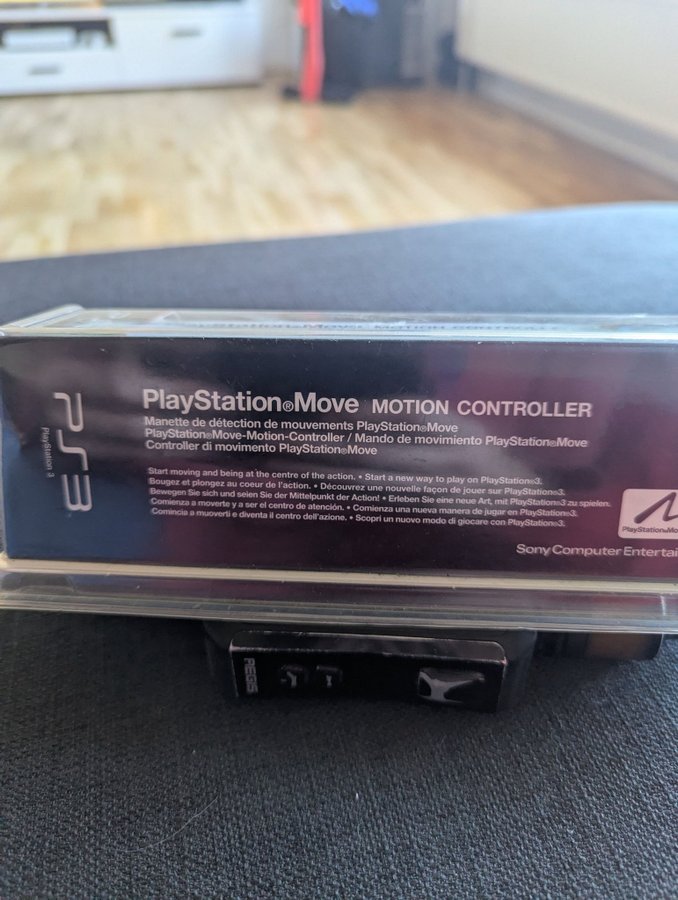 PlayStation®Move MOTION CONTROLLER
Manette de détection de mouvements PlayStation®Move
PlayStation®Move-Motion-Controller / Mando de movimiento PlayStation®Move
Controller di movimento PlayStation®Move
Start moving and being at the centre of the action. • Start a new way to play on PlayStation®3.
Bougez et plongez au coeur de l'action. • Découvrez une nouvelle façon de jouer sur PlayStation®3.
Bewegen Sie sich und seien Sie der Mittelpunkt der Action! • Erleben Sie eine neue Art, mit PlayStation®3 zu spielen.
Comienza a moverte y a ser el centro de atención. • Comienza una nueva manera de jugar en PlayStation®3.
Comincia a muoverti e diventa il centro dell'azione. • Scopri un nuovo modo di giocare con PlayStation®3.
PS3
PlayStation 3
PlayStation®Mo
Sony Computer Entertai